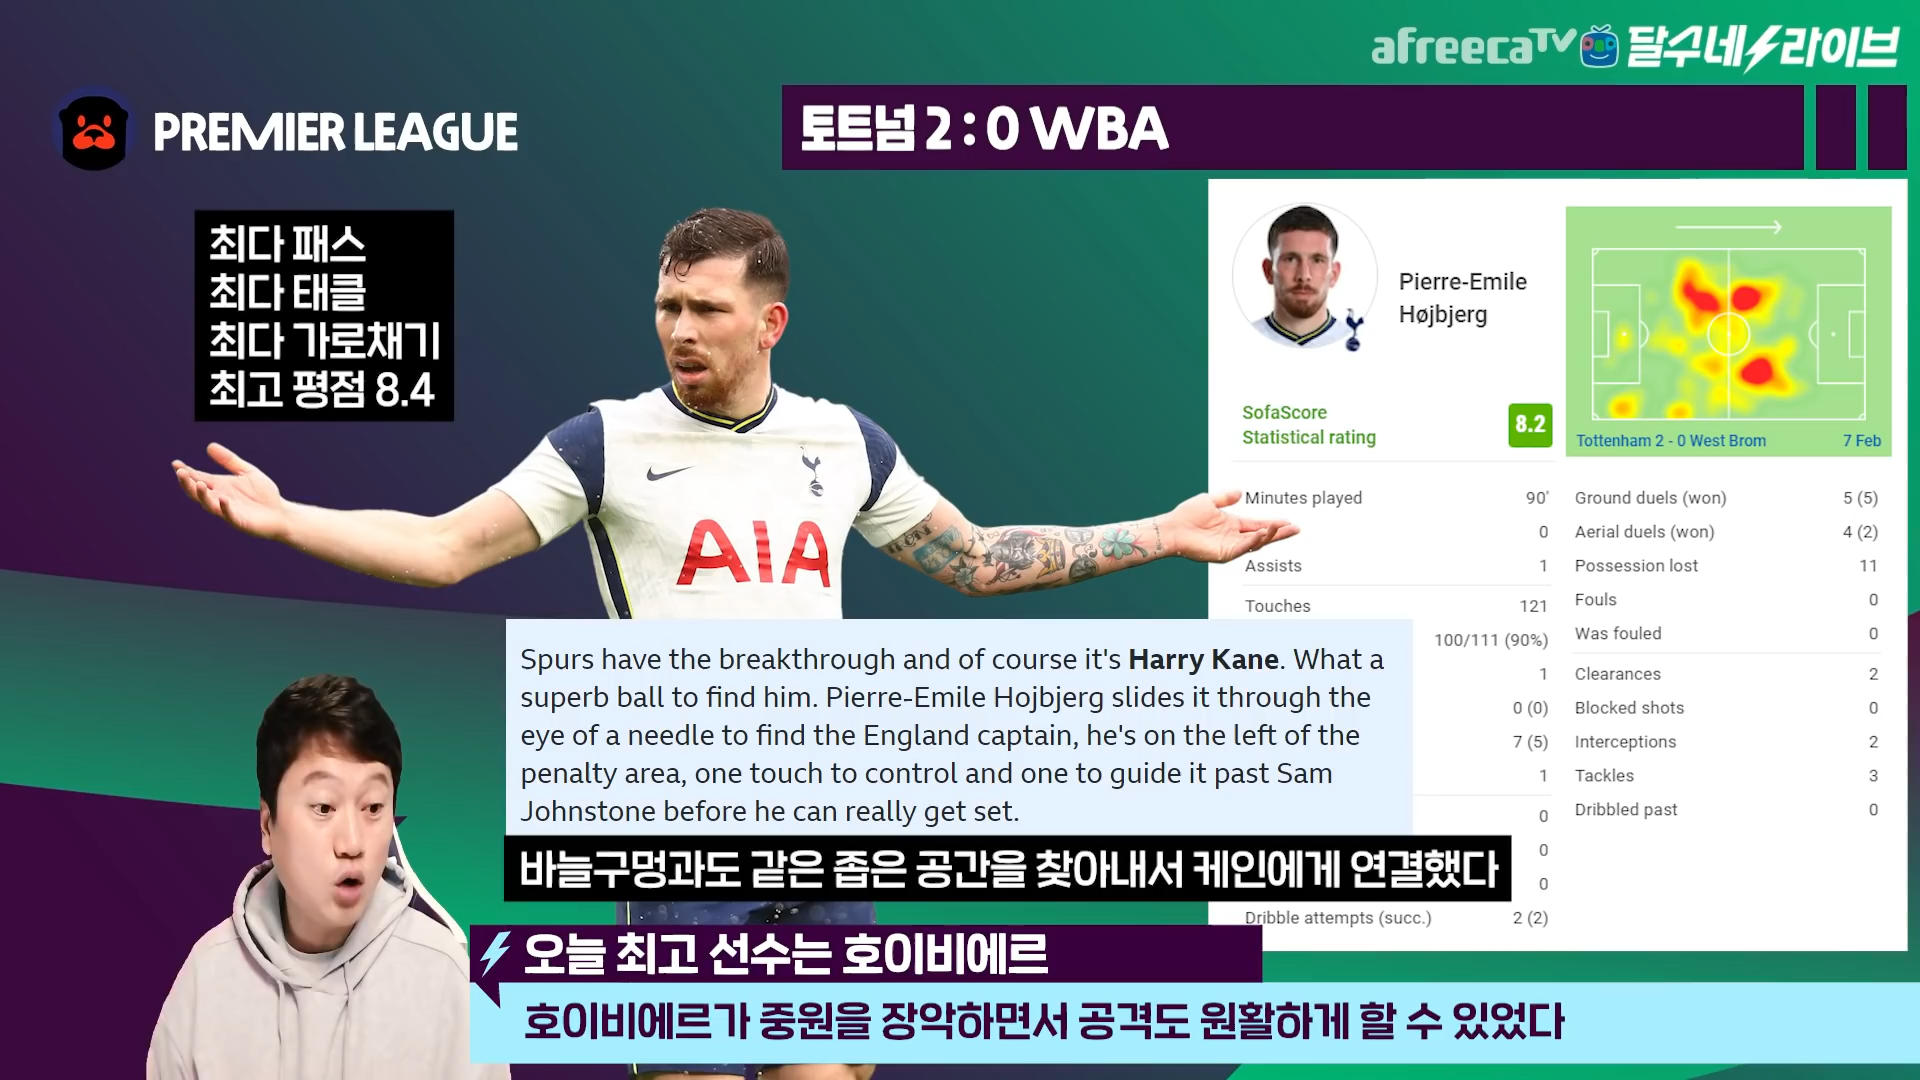 afreecaTV 달수네라이브
PREMIER LEAGUE
토트넘 2 : 0 WBA
최다 패스
최다 태클
최다 가로채기
최고 평점 8.4
Pierre-Emile
Højbjerg
SofaScore
Statistical rating
8.2
Tottenham 2 - 0 West Brom 7 Feb
Minutes played 90'
0
Assists 1
Touches 121
100/111 (90%)
1
0 (0)
7 (5)
1
0
0
0
Dribble attempts (succ.) 2 (2)
Ground duels (won) 5 (5)
Aerial duels (won) 4 (2)
Possession lost 11
Fouls 0
Was fouled 0
Clearances 2
Blocked shots 0
Interceptions 2
Tackles 3
Dribbled past 0
AIA
Spurs have the breakthrough and of course it's Harry Kane. What a
superb ball to find him. Pierre-Emile Hojbjerg slides it through the
eye of a needle to find the England captain, he's on the left of the
penalty area, one touch to control and one to guide it past Sam
Johnstone before he can really get set.
바늘구멍과도 같은 좁은 공간을 찾아내서 케인에게 연결했다
오늘 최고 선수는 호이비에르
호이비에르가 중원을 장악하면서 공격도 원활하게 할 수 있었다